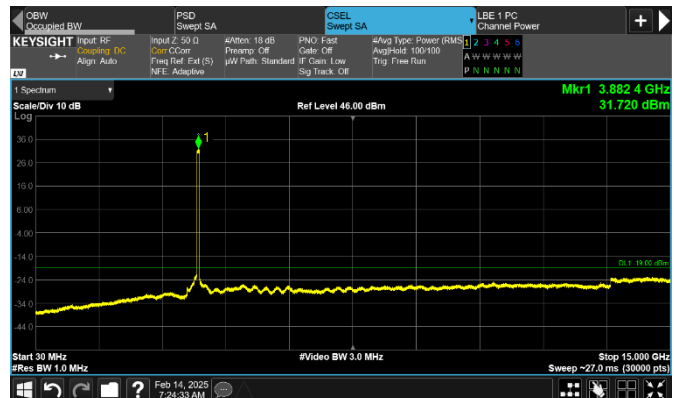 OBW
Occupied BW
PSD
Swept SA
CSEL
Swept SA
LBE 1 PC
Channel Power
+
KEYSIGHT
Input: RF
Coupling: DC
Align: Auto
LXI
Input Z: 50 Ω
Corr CCorr
Freq Ref: Ext (S)
NFE: Adaptive
#Atten: 18 dB
Preamp: Off
µW Path: Standard
PNO: Fast
Gate: Off
IF Gain: Low
Sig Track: Off
#Avg Type: Power (RMS)
Avg|Hold: 100/100
Trig: Free Run
1 2 3 4 5 6
A W W W W W
P N N N N N
1 Spectrum
Mkr1 3.882 4 GHz
31.720 dBm
Scale/Div 10 dB
Ref Level 46.00 dBm
Log
36.0
1
26.0
16.0
6.00
-4.00
-14.0
DL1 -19.00 dBm
-24.0
-34.0
-44.0
Start 30 MHz
#Video BW 3.0 MHz
Stop 15.000 GHz
#Res BW 1.0 MHz
Sweep ~27.0 ms (30000 pts)
?
Feb 14, 2025
7:24:33 AM